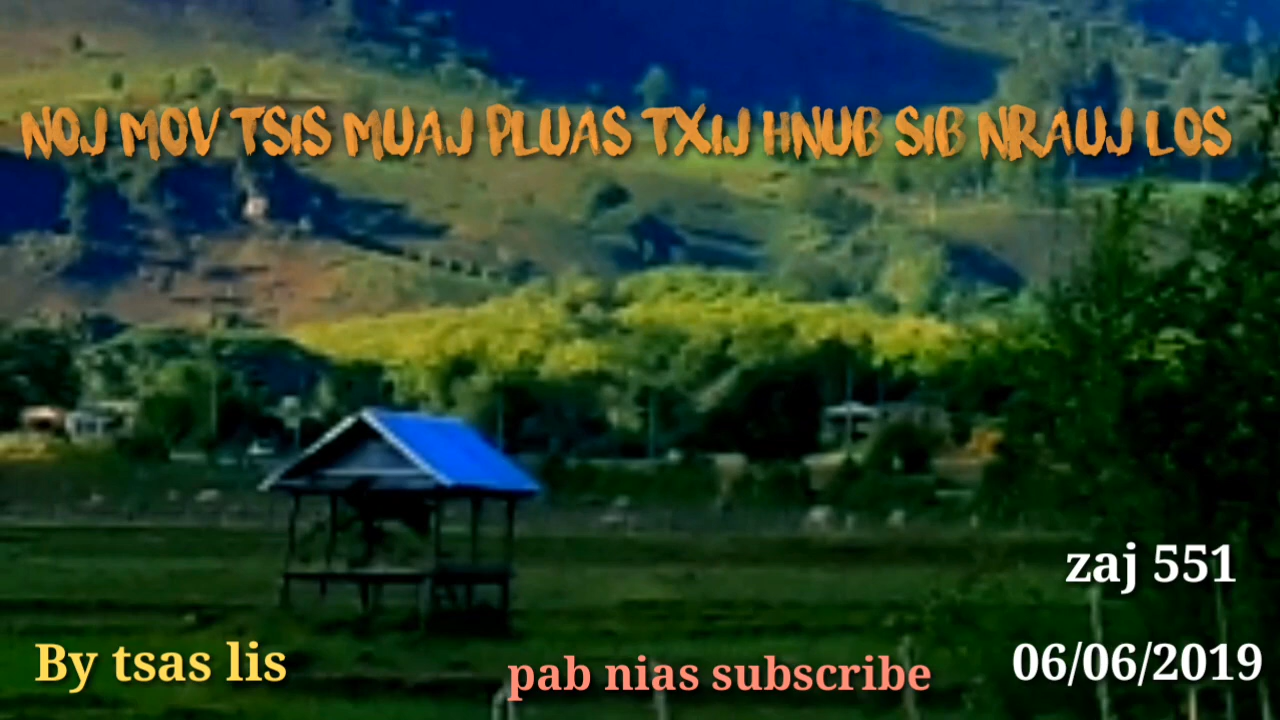 NOJ MOV TSIS MUAJ PLUAS TXIJ HNUB SIB NRAUJ LOS
zaj 551
By tsas lis
pab nias subscribe
06/06/2019